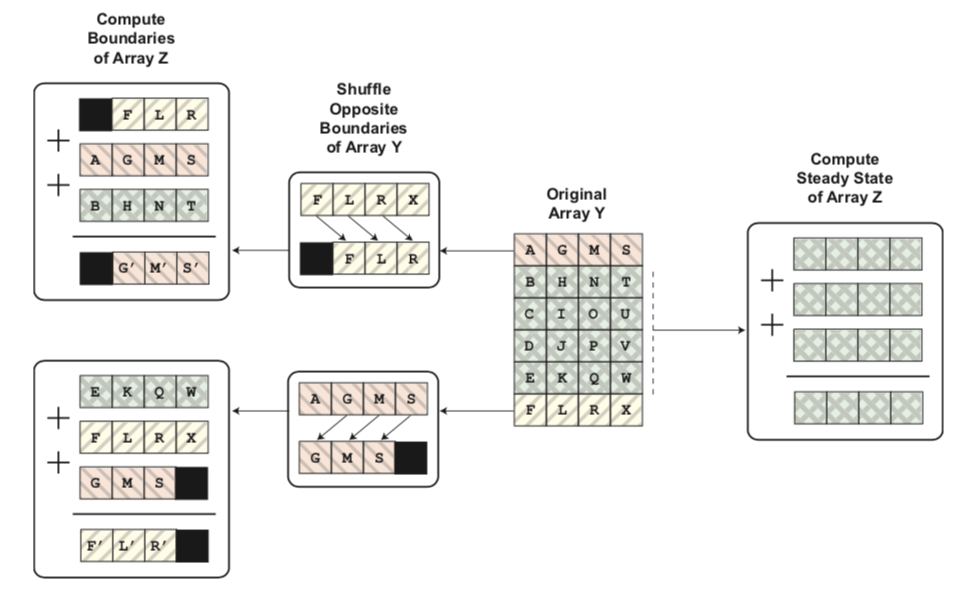 Compute
Boundaries
of Array Z
F L R
+
A G M S
+
B H N T
G′ M′ S′
Shuffle
Opposite
Boundaries
of Array Y
F L R X
F L R
Original
Array Y
A G M S
B H N T
C I O U
D J P V
E K Q W
F L R X
Compute
Steady State
of Array Z
+
+
E K Q W
+
F L R X
+
G M S
F′ L′ R′
A G M S
G M S